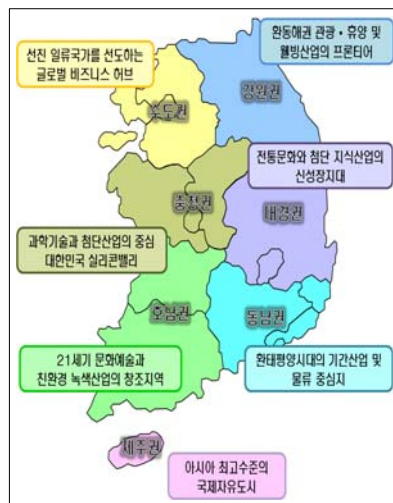 환동해권 관광·휴양 및
웰빙산업의 프론티어
선진 일류국가를 선도하는
글로벌 비즈니스 허브
강원권
수도권
전통문화와 첨단 지식산업의
신성장지대
충청권
대경권
과학기술과 첨단산업의 중심
대한민국 실리콘밸리
호남권
동남권
21세기 문화예술과
친환경 녹색산업의 창조지역
환태평양시대의 기간산업 및
물류 중심지
제주권
아시아 최고수준의
국제자유도시